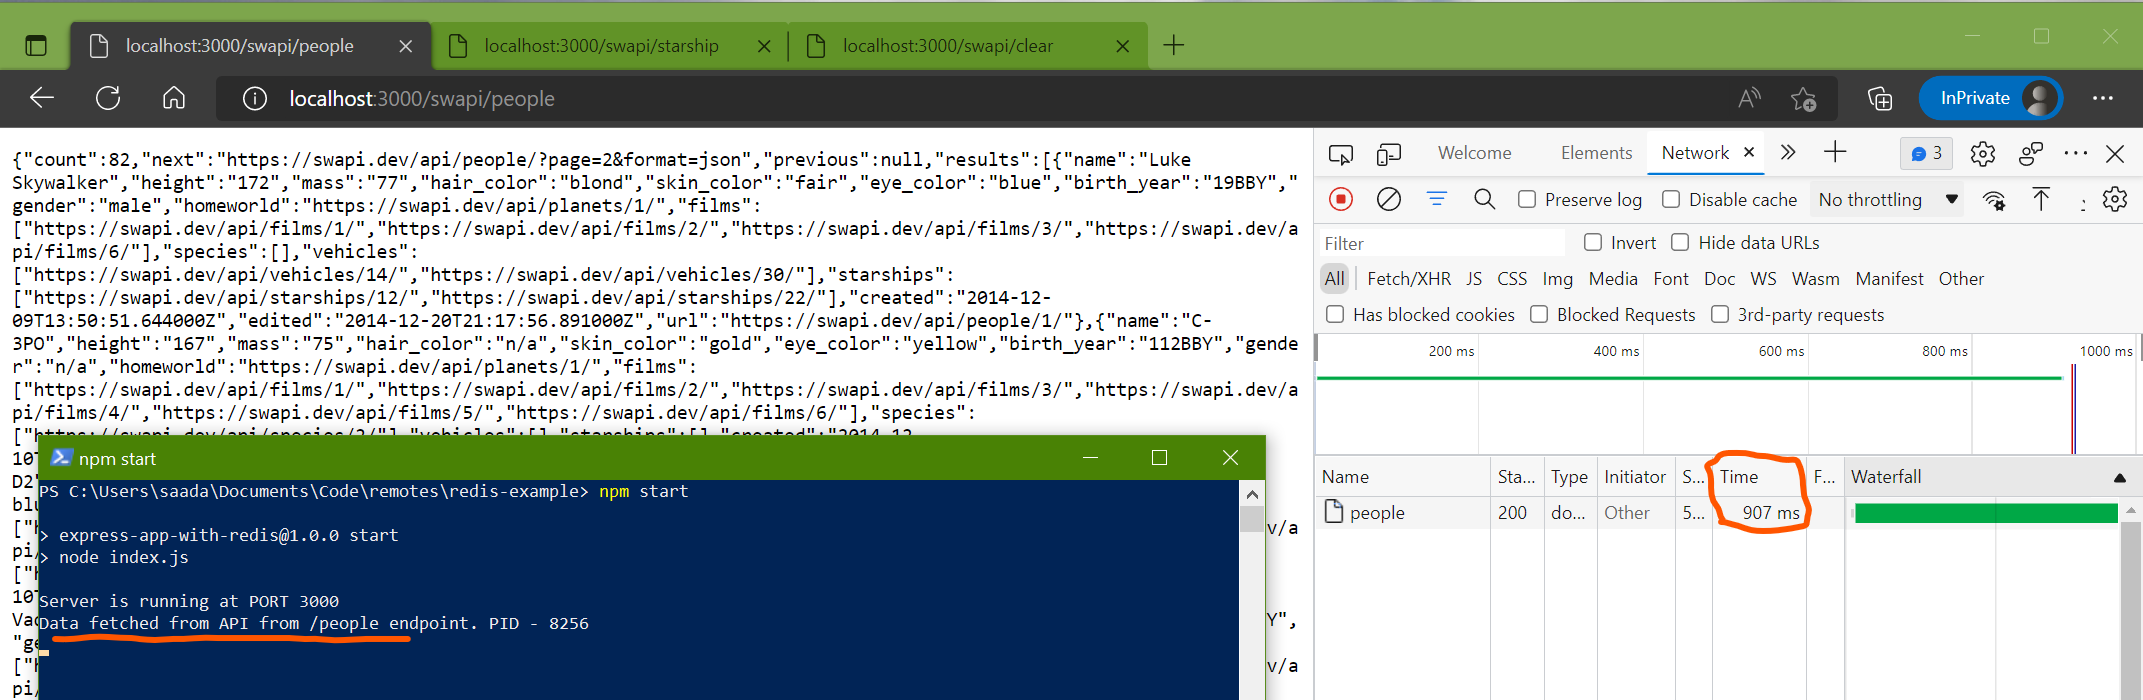 localhost:3000/swapi/people
localhost:3000/swapi/starship
localhost:3000/swapi/clear
localhost:3000/swapi/people
InPrivate
{"count":82,"next":"https://swapi.dev/api/people/?page=2&format=json","previous":null,"results":[{"name":"Luke
Skywalker","height":"172","mass":"77","hair_color":"blond","skin_color":"fair","eye_color":"blue","birth_year":"19BBY","
gender":"male","homeworld":"https://swapi.dev/api/planets/1/","films":
["https://swapi.dev/api/films/1/","https://swapi.dev/api/films/2/","https://swapi.dev/api/films/3/","https://swapi.dev/a
pi/films/6/"],"species":[],"vehicles":
["https://swapi.dev/api/vehicles/14/","https://swapi.dev/api/vehicles/30/"],"starships":
["https://swapi.dev/api/starships/12/","https://swapi.dev/api/starships/22/"],"created":"2014-12-
09T13:50:51.644000Z","edited":"2014-12-20T21:17:56.891000Z","url":"https://swapi.dev/api/people/1/"},{"name":"C-
3PO","height":"167","mass":"75","hair_color":"n/a","skin_color":"gold","eye_color":"yellow","birth_year":"112BBY","gende
r":"n/a","homeworld":"https://swapi.dev/api/planets/1/","films":
["https://swapi.dev/api/films/1/","https://swapi.dev/api/films/2/","https://swapi.dev/api/films/3/","https://swapi.dev/a
pi/films/4/","https://swapi.dev/api/films/5/","https://swapi.dev/api/films/6/"],"species":
["https://swapi.dev/api/species/2/"],"vehicles":[],"starships":[],"created":"2014-12-
npm start
PS C:\Users\saada\Documents\Code\remotes\redis-example> npm start
> express-app-with-redis@1.0.0 start
> node index.js
Server is running at PORT 3000
Data fetched from API from /people endpoint. PID - 8256
Welcome
Elements
Network
3
Preserve log
Disable cache
No throttling
Filter
Invert
Hide data URLs
All
Fetch/XHR
JS
CSS
Img
Media
Font
Doc
WS
Wasm
Manifest
Other
Has blocked cookies
Blocked Requests
3rd-party requests
200 ms
400 ms
600 ms
800 ms
1000 ms
Name
Sta...
Type
Initiator
S...
Time
F...
Waterfall
people
200
do...
Other
5...
907 ms